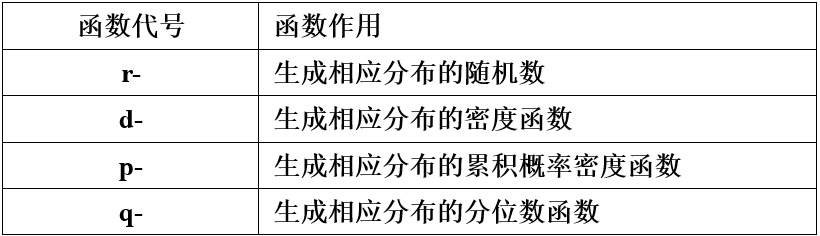 函数代号 函数作用
r- 生成相应分布的随机数
d- 生成相应分布的密度函数
p- 生成相应分布的累积概率密度函数
q- 生成相应分布的分位数函数